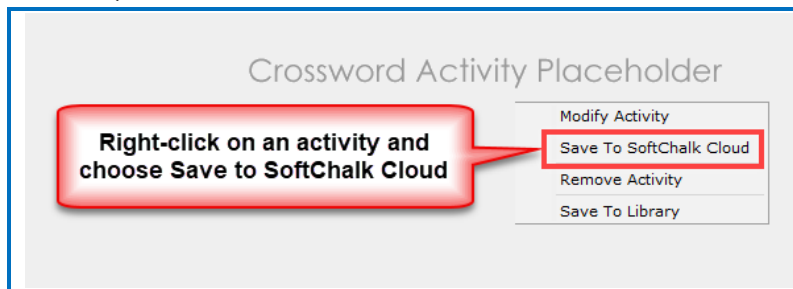 Crossword Activity Placeholder
Modify Activity
Right-click on an activity and
choose Save to SoftChalk Cloud
Save To SoftChalk Cloud
Remove Activity
Save To Library